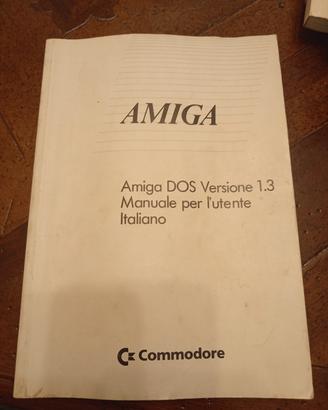 AMIGA
Amiga DOS Versione 1.3
Manuale per l'utente
Italiano
Commodore